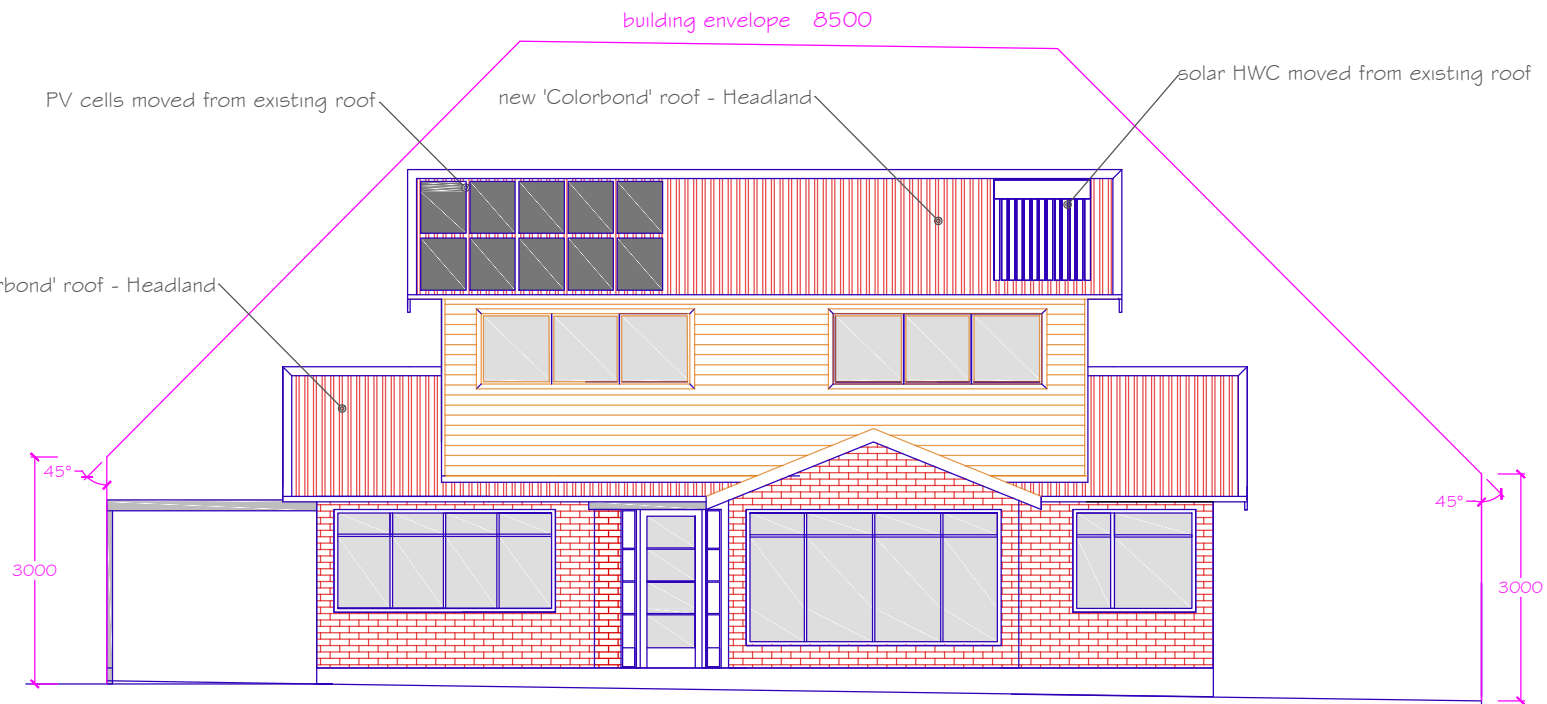 building envelope 8500
solar HWC moved from existing roof
PV cells moved from existing roof
new 'Colorbond' roof - Headland
rbond' roof - Headland
45°
45°
3000
3000